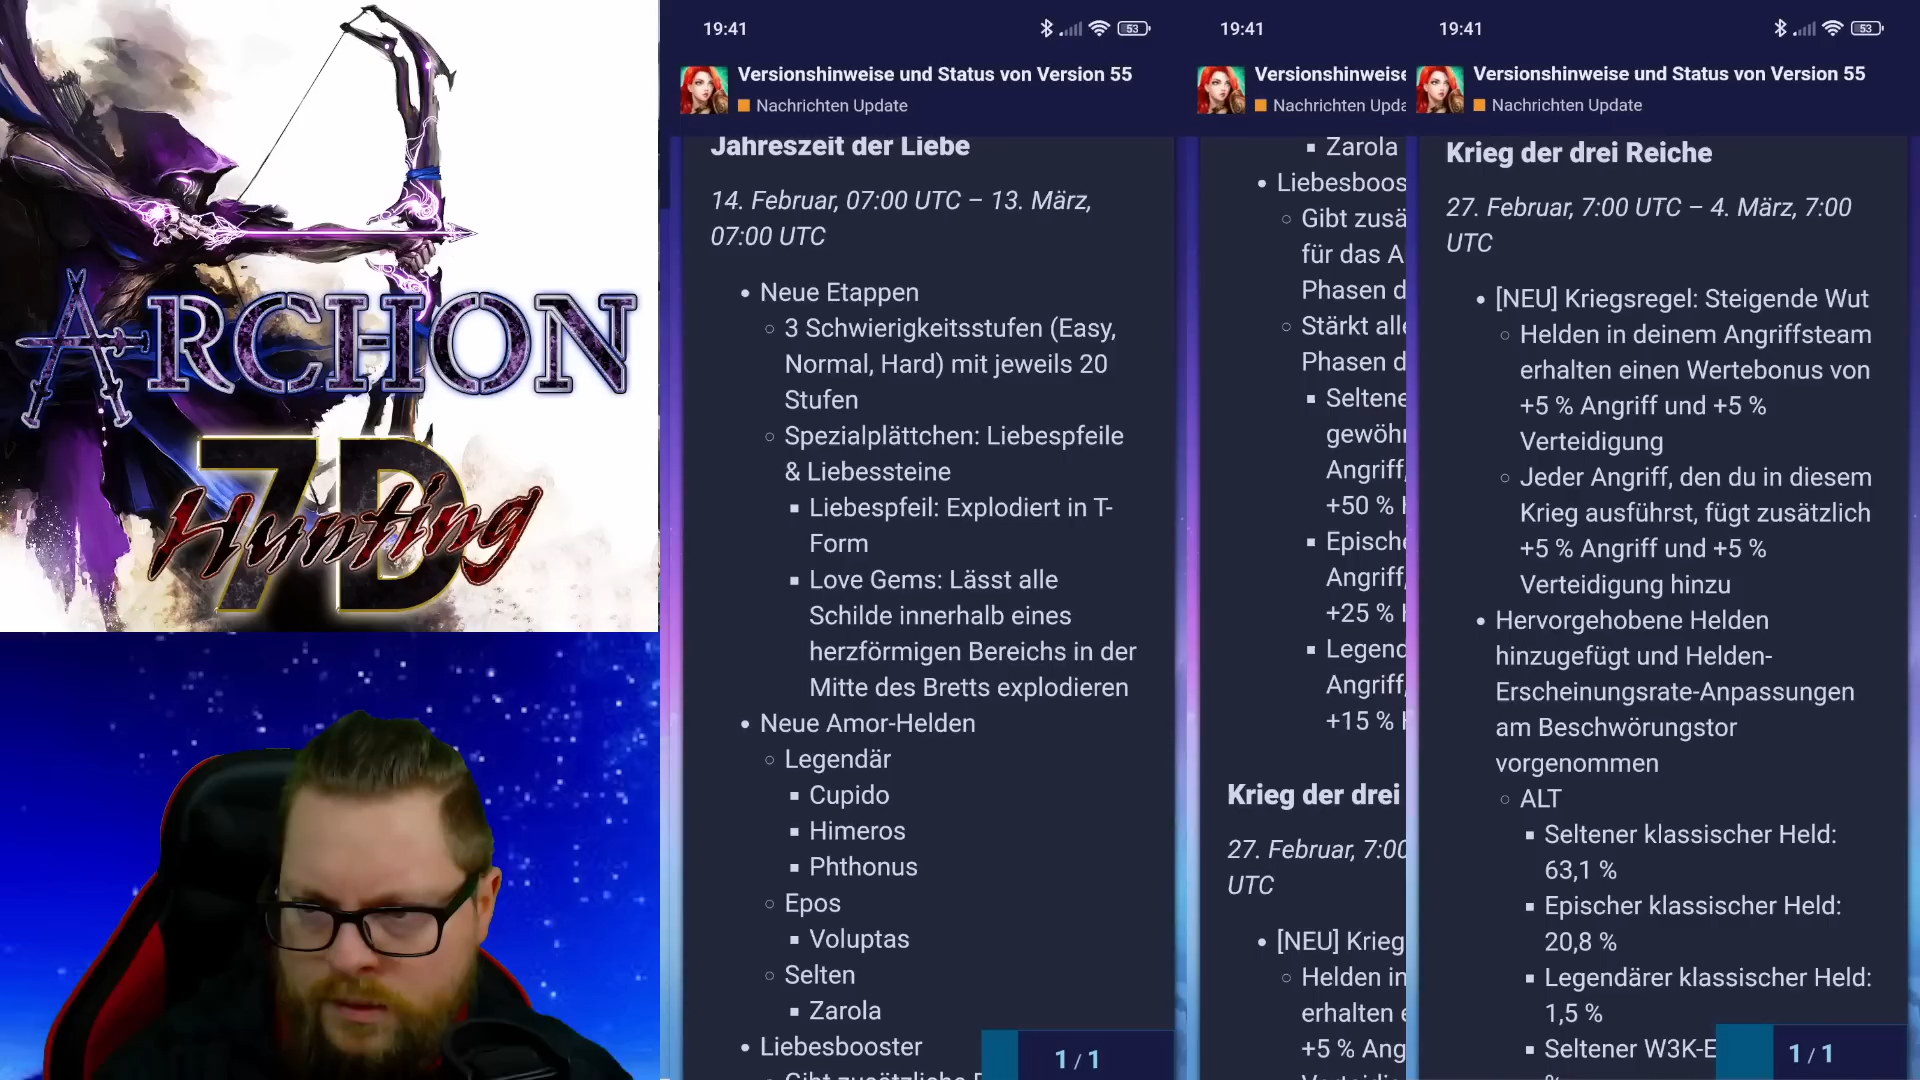 ARCHON
7D
Hunting
19:41
53
Versionshinweise und Status von Version 55
Nachrichten Update
Jahreszeit der Liebe
14. Februar, 07:00 UTC – 13. März,
07:00 UTC
• Neue Etappen
○ 3 Schwierigkeitsstufen (Easy,
Normal, Hard) mit jeweils 20
Stufen
○ Spezialplättchen: Liebespfeile
& Liebessteine
▪ Liebespfeil: Explodiert in T-
Form
▪ Love Gems: Lässt alle
Schilde innerhalb eines
herzförmigen Bereichs in der
Mitte des Bretts explodieren
• Neue Amor-Helden
○ Legendär
▪ Cupido
▪ Himeros
▪ Phthonus
○ Epos
▪ Voluptas
○ Selten
▪ Zarola
• Liebesbooster
○ Gibt zusätzliche
1 / 1
19:41
Versionshinweise
Nachrichten Upda
▪ Zarola
• Liebesboos
○ Gibt zusä
für das A
Phasen d
○ Stärkt alle
Phasen d
▪ Seltene
gewöhn
Angriff,
+50 %
▪ Epische
Angriff,
+25 %
▪ Legend
Angriff,
+15 %
Krieg der drei
27. Februar, 7:00
UTC
• [NEU] Krieg
○ Helden in
erhalten e
+5 % Ang
19:41
53
Versionshinweise und Status von Version 55
Nachrichten Update
Krieg der drei Reiche
27. Februar, 7:00 UTC – 4. März, 7:00
UTC
• [NEU] Kriegsregel: Steigende Wut
○ Helden in deinem Angriffsteam
erhalten einen Wertebonus von
+5 % Angriff und +5 %
Verteidigung
○ Jeder Angriff, den du in diesem
Krieg ausführst, fügt zusätzlich
+5 % Angriff und +5 %
Verteidigung hinzu
• Hervorgehobene Helden
hinzugefügt und Helden-
Erscheinungsrate-Anpassungen
am Beschwörungstor
vorgenommen
○ ALT
▪ Seltener klassischer Held:
63,1 %
▪ Epischer klassischer Held:
20,8 %
▪ Legendärer klassischer Held:
1,5 %
▪ Seltener W3K-E
%
1 / 1